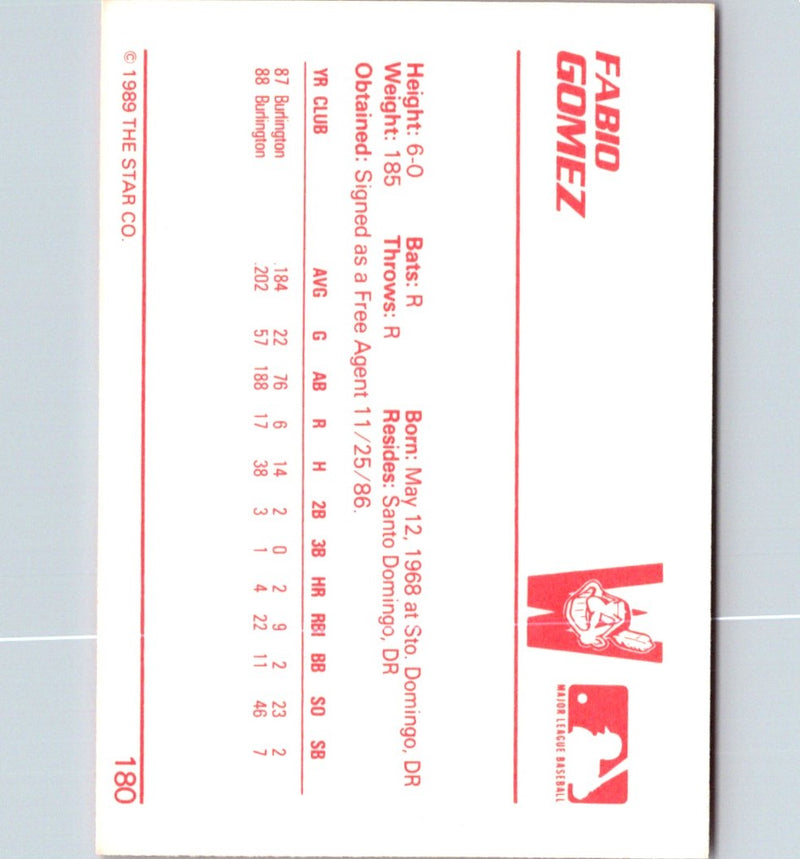 FABIO
GOMEZ
MAJOR LEAGUE BASEBALL
Height: 6-0 Bats: R Born: May 12, 1968 at Sto. Domingo, DR
Weight: 185 Throws: R Resides: Santo Domingo, DR
Obtained: Signed as a Free Agent 11/25/86.
YR CLUB AVG G AB R H 2B 3B HR RBI BB SO SB
87 Burlington .184 22 76 6 14 2 0 2 9 2 23 2
88 Burlington .202 57 188 17 38 3 1 4 22 11 46 7
© 1989 THE STAR CO. 180